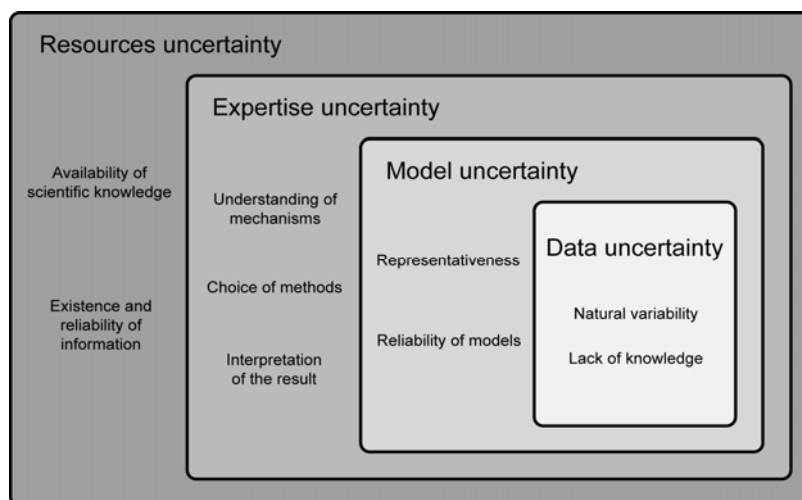 Resources uncertainty
Availability of
scientific knowledge
Existence and
reliability of
information
Expertise uncertainty
Understanding of
mechanisms
Choice of methods
Interpretation
of the result
Model uncertainty
Representativeness
Reliability of models
Data uncertainty
Natural variability
Lack of knowledge